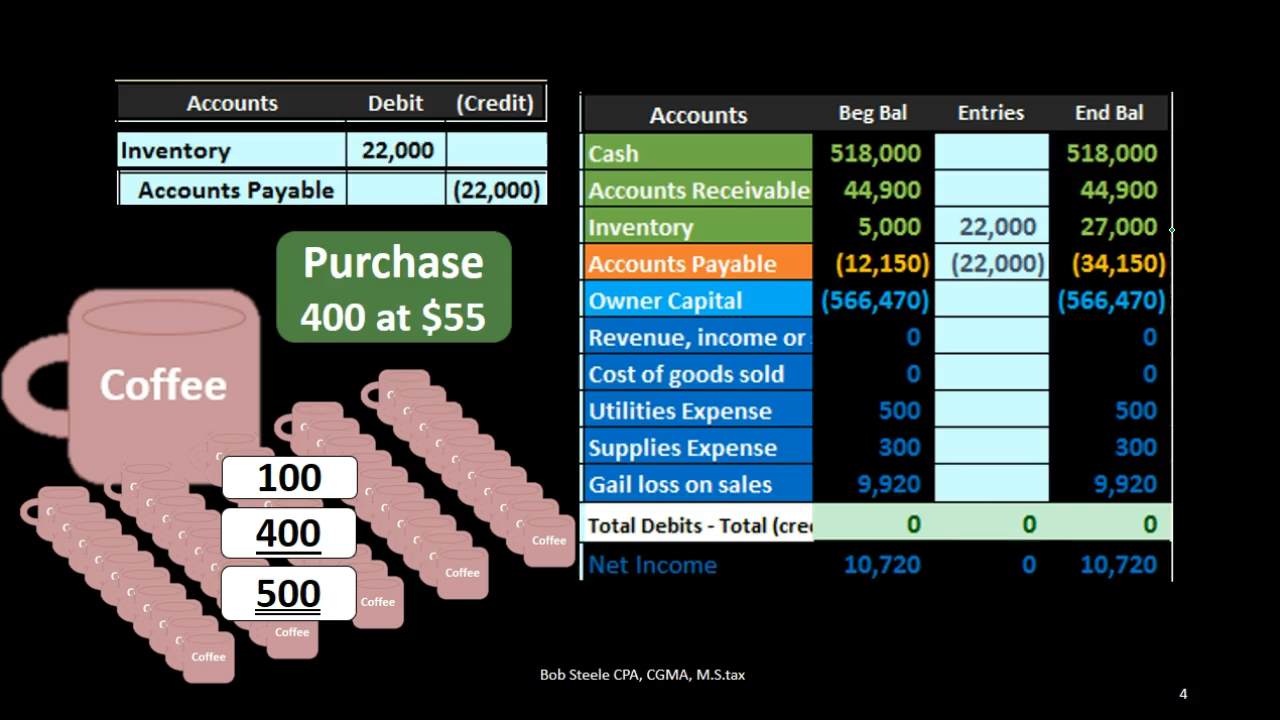 Accounts Debit (Credit)
Inventory 22,000
Accounts Payable (22,000)
Purchase
400 at $55
Coffee
100
400
500
Coffee
Coffee
Coffee
Coffee
Coffee
Accounts Beg Bal Entries End Bal
Cash 518,000 518,000
Accounts Receivable 44,900 44,900
Inventory 5,000 22,000 27,000
Accounts Payable (12,150) (22,000) (34,150)
Owner Capital (566,470) (566,470)
Revenue, income or 0 0
Cost of goods sold 0 0
Utilities Expense 500 500
Supplies Expense 300 300
Gail loss on sales 9,920 9,920
Total Debits - Total (cre 0 0 0
Net Income 10,720 0 10,720
Bob Steele CPA, CGMA, M.S.tax
4